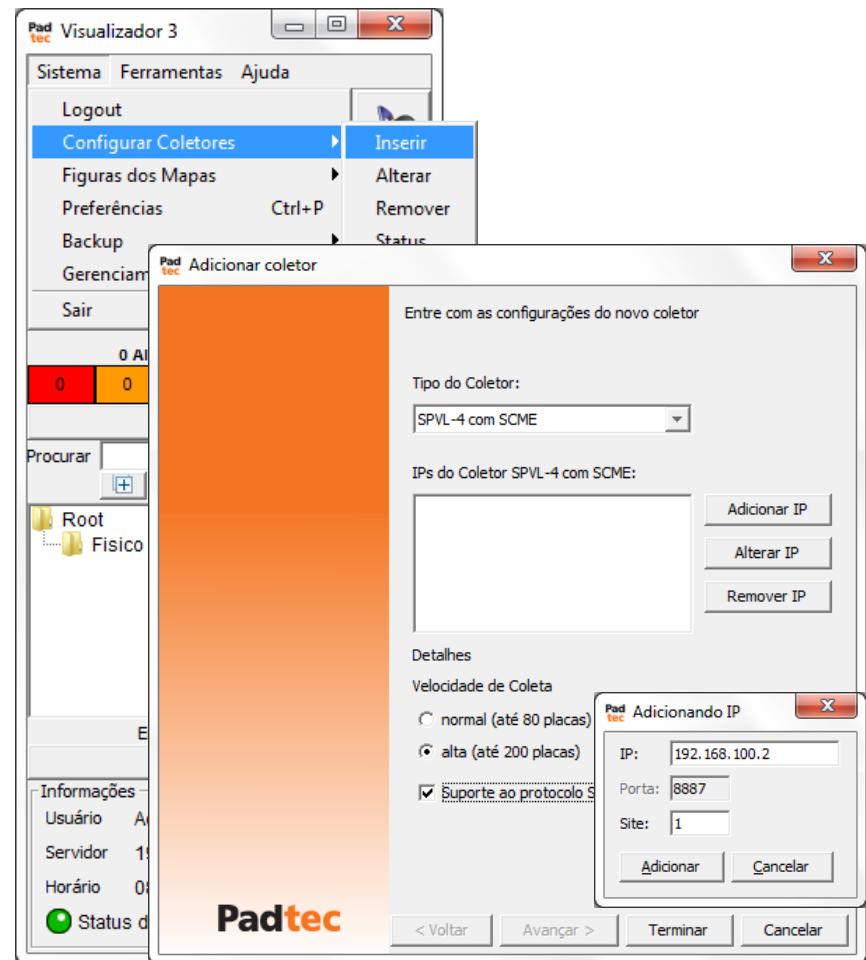 Pad tec Visualizador 3
Sistema Ferramentas Ajuda
Logout
Configurar Coletores
Inserir
Figuras dos Mapas
Alterar
Preferências Ctrl+P
Remover
Backup
Status
Gerenciam
Sair
0 Al
0 0
Procurar
Root
Fisico
E
Informações
Usuário A
Servidor 19
Horário 08
Status d
Pad tec Adicionar coletor
Entre com as configurações do novo coletor
Tipo do Coletor:
SPVL-4 com SCME
IPs do Coletor SPVL-4 com SCME:
Adicionar IP
Alterar IP
Remover IP
Detalhes
Velocidade de Coleta
normal (até 80 placas)
alta (até 200 placas)
Suporte ao protocolo S
Padtec
< Voltar Avançar > Terminar Cancelar
Pad tec Adicionando IP
IP: 192.168.100.2
Porta: 8887
Site: 1
Adicionar Cancelar